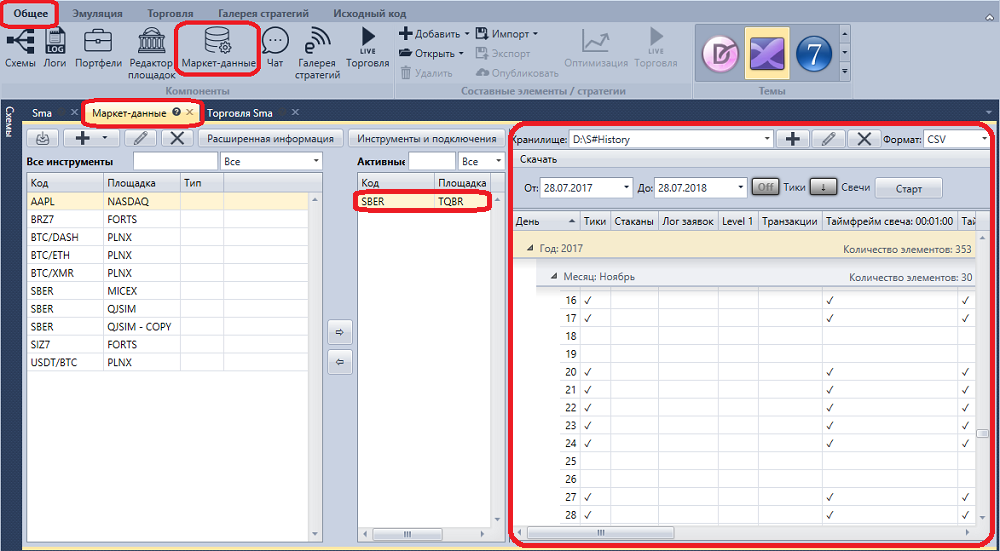 Общее Эмуляция Торговля Галерея стратегий Исходный код
Схемы Логи Портфели Редактор площадок Маркет-данные Чат Галерея стратегий Торговля
LOG LIVE
Добавить Импорт
Открыть Экспорт
Удалить Опубликовать
Оптимизация Торговля
LIVE
7
Компоненты Составные элементы / стратегии Темы
Схемы
Sma Маркет-данные Торговля Sma
Расширенная информация Инструменты и подключения
Все инструменты Все
Код Площадка Тип
AAPL NASDAQ
BRZ7 FORTS
BTC/DASH PLNX
BTC/ETH PLNX
BTC/XMR PLNX
SBER MICEX
SBER QJSIM
SBER QJSIM - COPY
SIZ7 FORTS
USDT/BTC PLNX
Активные Все
Код Площадка
SBER TQBR
Хранилище: D:\S#History Формат: CSV
Скачать
От: 28.07.2017 До: 28.07.2018 Off Тики Свечи Старт
День Тики Стаканы Лог заявок Level 1 Транзакции Таймфрейм свеча: 00:01:00 Тай
Год: 2017 Количество элементов: 353
Месяц: Ноябрь Количество элементов: 30
16 ✓ ✓ ✓
17 ✓ ✓ ✓
18
19
20 ✓ ✓ ✓
21 ✓ ✓ ✓
22 ✓ ✓ ✓
23 ✓ ✓ ✓
24 ✓ ✓ ✓
25
26
27 ✓ ✓ ✓
28 ✓ ✓ ✓